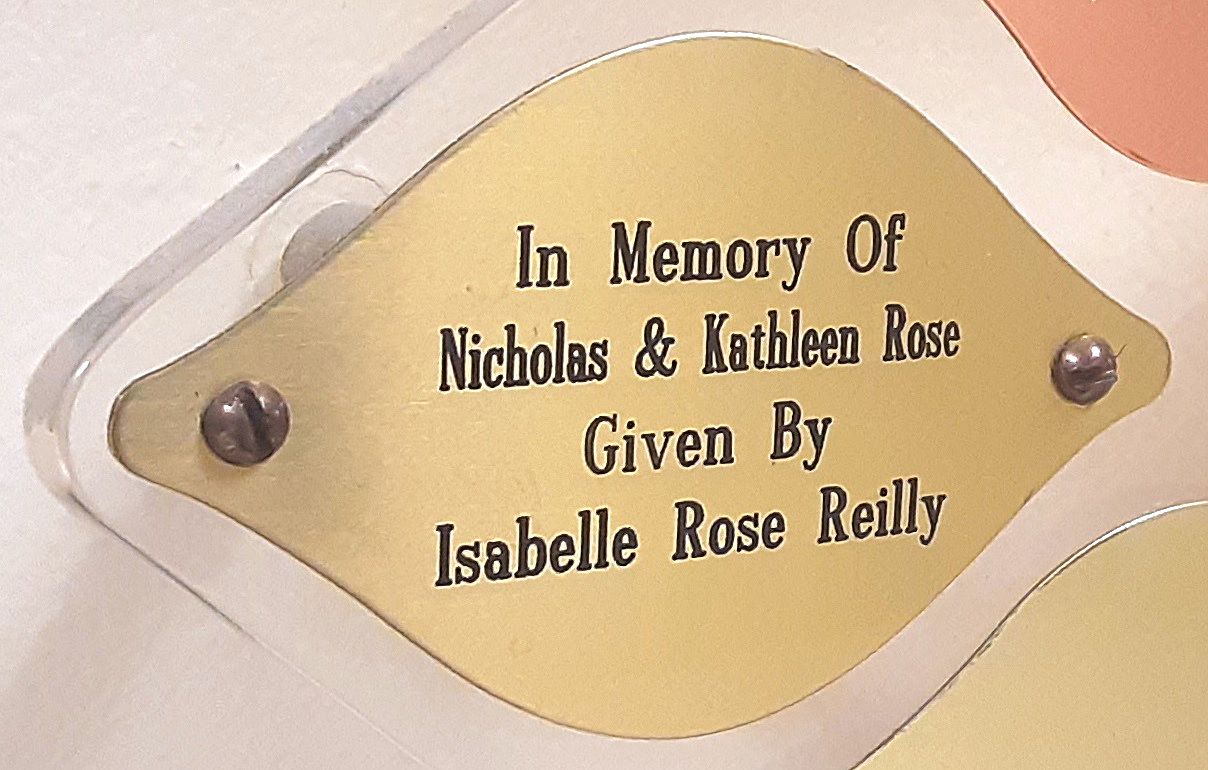 In Memory Of
Nicholas & Kathleen Rose
Given By
Isabelle Rose Reilly